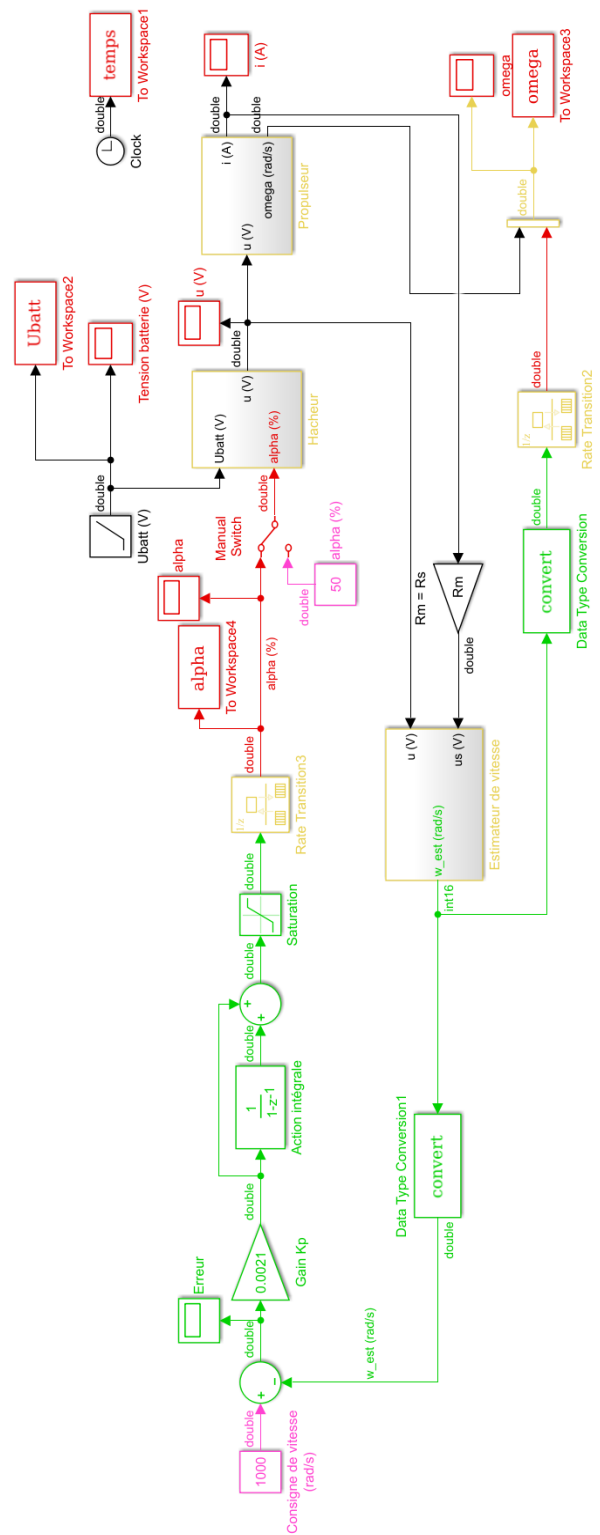 1000
double
Consigne de vitesse
(rad/s)
+
-
double
Erreur
0.0021
Gain Kp
double
1
1-z-1
Action intégrale
double
+
+
double
Saturation
double
1/z
Rate Transition3
double
alpha
To Workspace4
alpha (%)
alpha
Manual
Switch
50
double
alpha (%)
double
Ubatt (V)
double
Ubatt
To Workspace2
Tension batterie (V)
Ubatt (V)
alpha (%)
u (V)
Hacheur
double
u (V)
u (V)
i (A)
omega (rad/s)
Propulseur
double
double
i (A)
Clock
double
temps
To Workspace1
w_est (rad/s)
double
convert
Data Type Conversion1
w_est (rad/s)
int16
u (V)
us (V)
Estimateur de vitesse
Rm = Rs
double
Rm
convert
Data Type Conversion
double
1/z
Rate Transition2
double
double
omega
omega
To Workspace3